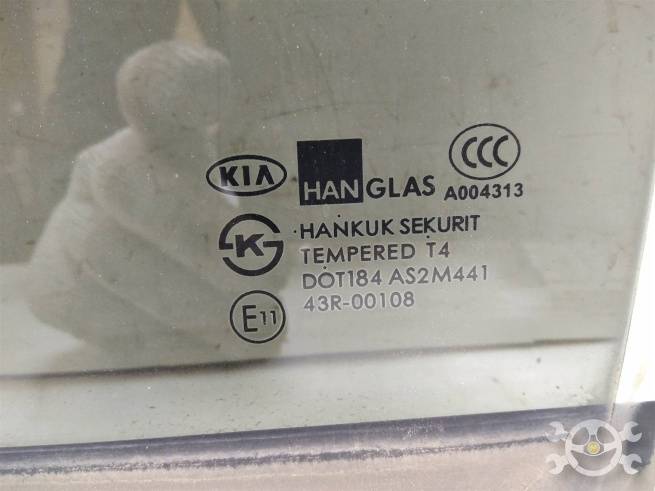 KIA
HANGLAS
CCC
A004313
K
·HANKUK SEKURIT
TEMPERED T4
DOT184 AS2M441
E11
43R-00108